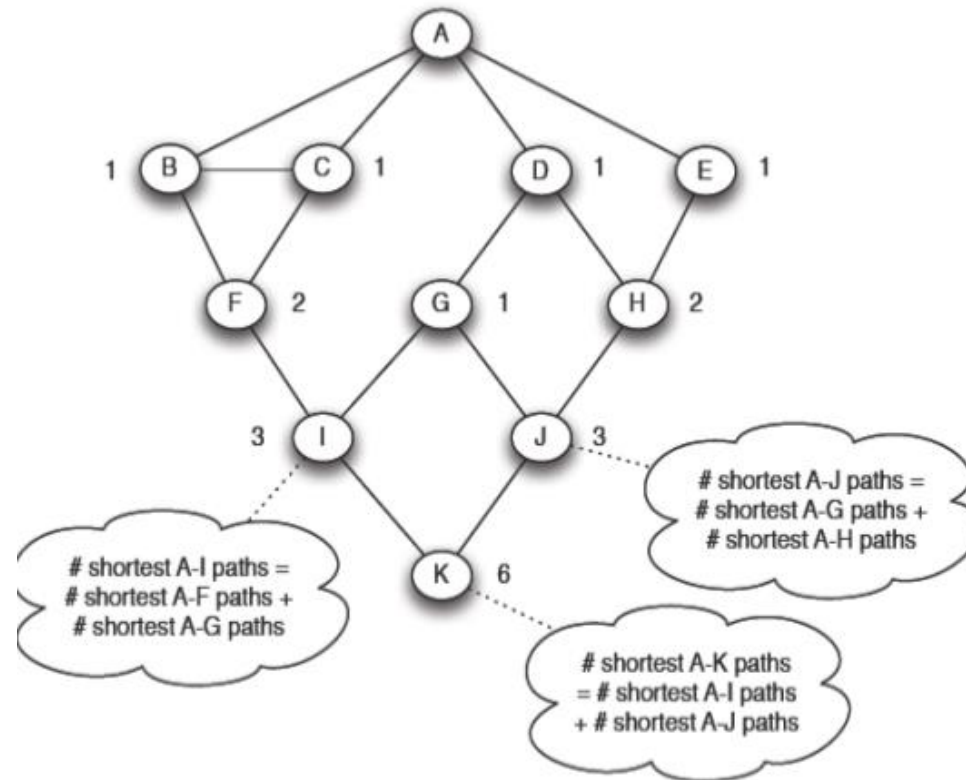 A
1 B C 1 D 1 E 1
F 2 G 1 H 2
3 I J 3
# shortest A-J paths =
# shortest A-G paths +
# shortest A-H paths
# shortest A-I paths =
# shortest A-F paths +
# shortest A-G paths
K 6
# shortest A-K paths
= # shortest A-I paths
+ # shortest A-J paths